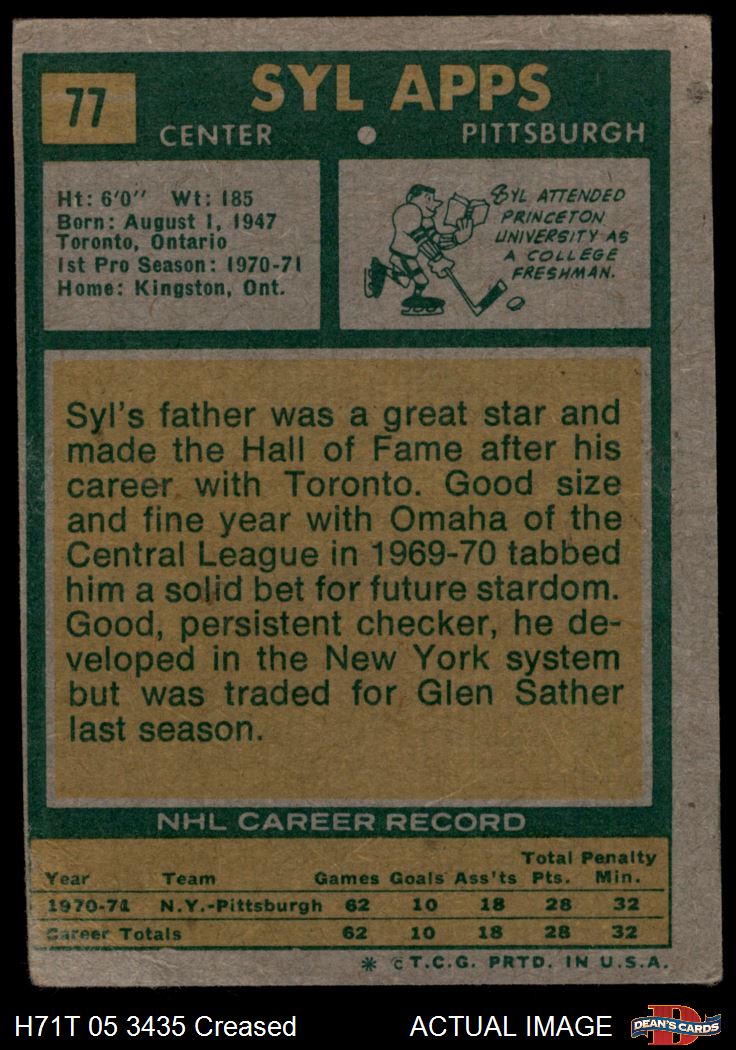 77
SYL APPS
CENTER PITTSBURGH
Ht: 6'0" Wt: 185
Born: August 1, 1947
Toronto, Ontario
1st Pro Season: 1970-71
Home: Kingston, Ont.
SYL ATTENDED
PRINCETON
UNIVERSITY AS
A COLLEGE
FRESHMAN.
Syl's father was a great star and
made the Hall of Fame after his
career with Toronto. Good size
and fine year with Omaha of the
Central League in 1969-70 tabbed
him a solid bet for future stardom.
Good, persistent checker, he de-
veloped in the New York system
but was traded for Glen Sather
last season.
NHL CAREER RECORD
Total Penalty
Year Team Games Goals Ass'ts Pts. Min.
1970-71 N.Y.-Pittsburgh 62 10 18 28 32
Career Totals 62 10 18 28 32
* © T.C.G. PRTD. IN U.S.A.
H71T 05 3435 Creased ACTUAL IMAGE DEAN'S CARDS